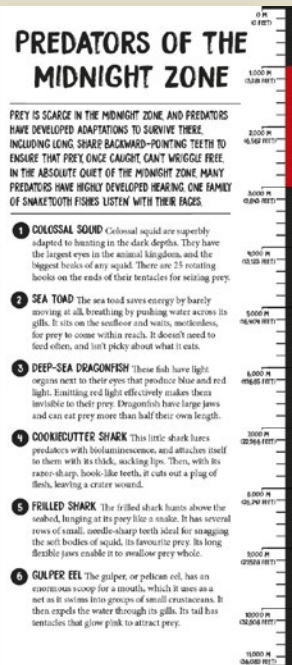 PREDATORS OF THE
MIDNIGHT ZONE
PREY IS SCARCE IN THE MIDNIGHT ZONE, AND PREDATORS
HAVE DEVELOPED ADAPTATIONS TO SURVIVE THERE,
INCLUDING LONG, SHARP BACKWARD-POINTING TEETH TO
ENSURE THAT PREY, ONCE CAUGHT, CAN'T WRIGGLE FREE.
IN THE ABSOLUTE QUIET OF THE MIDNIGHT ZONE, MANY
PREDATORS HAVE HIGHLY DEVELOPED HEARING. ONE FAMILY
OF SNAKETOOTH FISHES 'LISTEN' WITH THEIR FACES.
1 COLOSSAL SQUID Colossal squid are superbly
adapted to hunting in the dark depths. They have
the largest eyes in the animal kingdom, and the
biggest beaks of any squid. There are 25 rotating
hooks on the ends of their tentacles for seizing prey.
2 SEA TOAD The sea toad saves energy by barely
moving at all, breathing by pushing water across its
gills. It sits on the seafloor and waits, motionless,
for prey to come within reach. It doesn't need to
feed often, and isn't picky about what it eats.
3 DEEP-SEA DRAGONFISH These fish have light
organs next to their eyes that produce blue and red
light. Emitting red light effectively makes them
invisible to their prey. Dragonfish have large jaws
and can eat prey more than half their own length.
4 COOKIECUTTER SHARK This little shark lures
predators with bioluminescence, and attaches itself
to them with its thick, sucking lips. Then, with its
razor-sharp, hook-like teeth, it cuts out a plug of
flesh, leaving a crater wound.
5 FRILLED SHARK The frilled shark hunts above the
seabed, lunging at its prey like a snake. It has several
rows of small, needle-sharp teeth ideal for snagging
the soft bodies of squid, its favourite prey. Its long
flexible jaws enable it to swallow prey whole.
6 GULPER EEL The gulper, or pelican eel, has an
enormous scoop for a mouth, which it uses as a
net as it swims into groups of small crustaceans. It
then expels the water through its gills. Its tail has
tentacles that glow pink to attract prey.
0 M
(0 FEET)
1,000 M
(3,281 FEET)
2,000 M
(6,562 FEET)
3,000 M
4,000 M
5,000 M
6,000 M
7,000 M
8,000 M
9,000 M
10,000 M
11,000 M